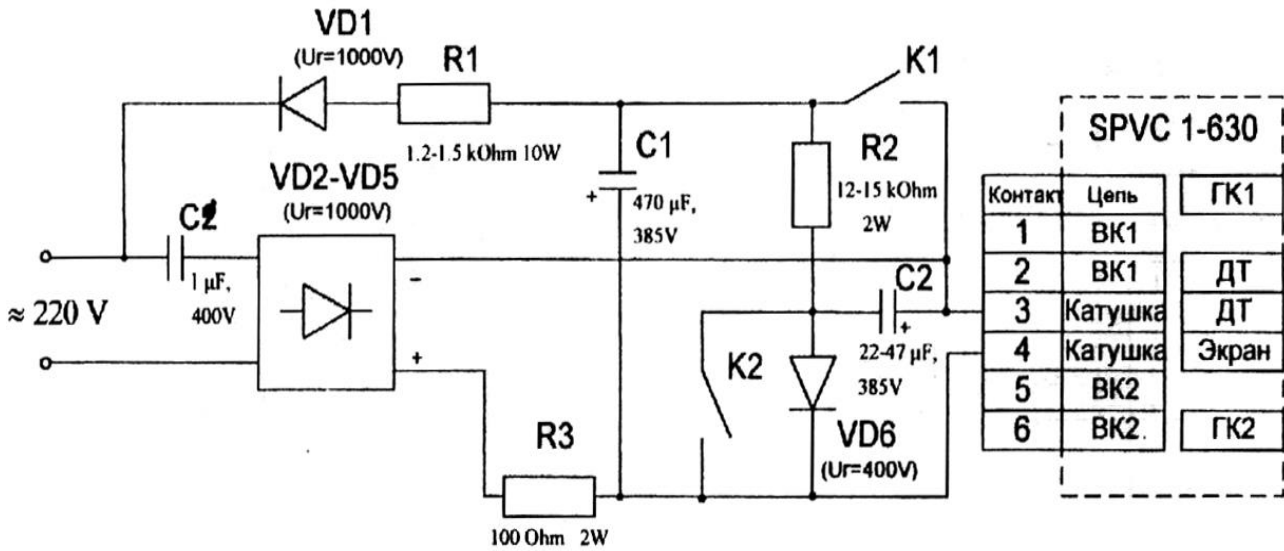 VD1
(Ur=1000V)
R1
1.2-1.5 kOhm 10W
K1
C1
+ 470 µF,
385V
R2
12-15 kOhm
2W
VD2-VD5
(Ur=1000V)
C2
1 µF,
400V
≈ 220 V
-
+
C2
+
22-47 µF,
385V
K2
VD6
(Ur=400V)
R3
100 Ohm 2W
SPVC 1-630
Контакт Цепь ГК1
1 ВК1
2 ВК1 ДТ
3 Катушка ДТ
4 Катушка Экран
5 ВК2
6 ВК2. ГК2